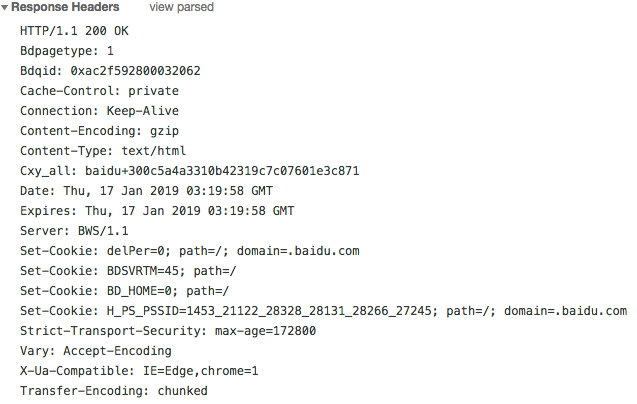 Response Headers view parsed
HTTP/1.1 200 OK
Bdpagetype: 1
Bdqid: 0xac2f592800032062
Cache-Control: private
Connection: Keep-Alive
Content-Encoding: gzip
Content-Type: text/html
Cxy_all: baidu+300c5a4a3310b42319c7c07601e3c871
Date: Thu, 17 Jan 2019 03:19:58 GMT
Expires: Thu, 17 Jan 2019 03:19:58 GMT
Server: BWS/1.1
Set-Cookie: delPer=0; path=/; domain=.baidu.com
Set-Cookie: BDSVRTM=45; path=/
Set-Cookie: BD_HOME=0; path=/
Set-Cookie: H_PS_PSSID=1453_21122_28328_28131_28266_27245; path=/; domain=.baidu.com
Strict-Transport-Security: max-age=172800
Vary: Accept-Encoding
X-Ua-Compatible: IE=Edge,chrome=1
Transfer-Encoding: chunked